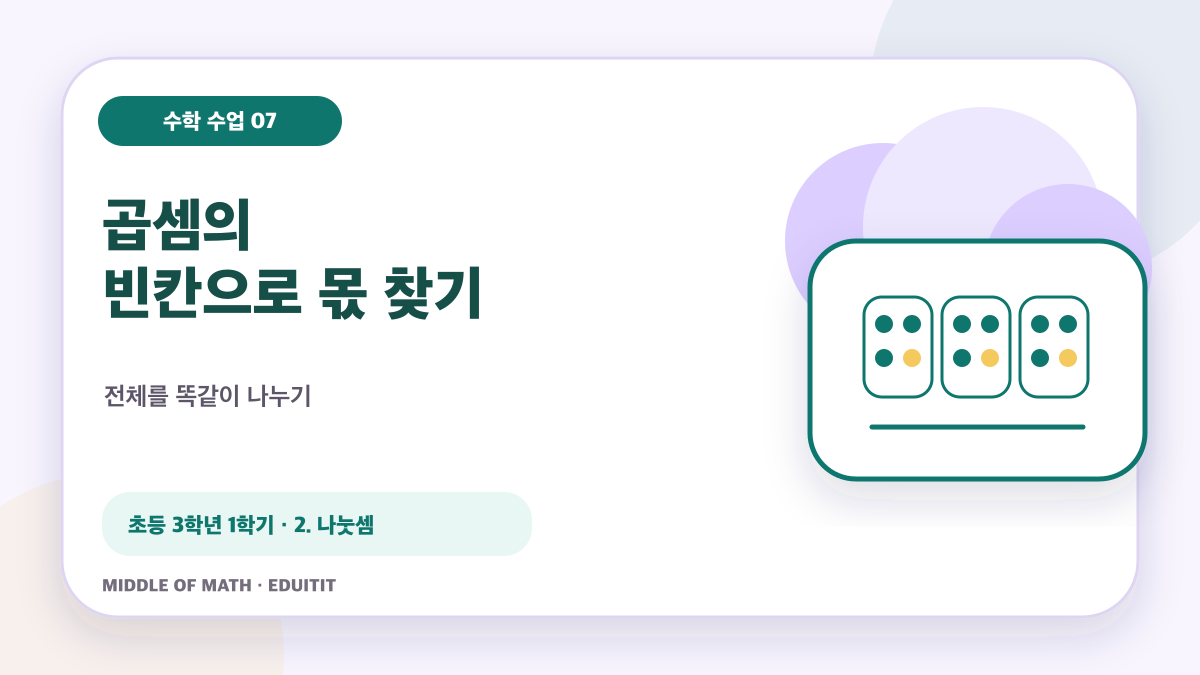 수학 수업 07
곱셈의
빈칸으로 몫 찾기
전체를 똑같이 나누기
초등 3학년 1학기 · 2. 나눗셈
MIDDLE OF MATH · EDUITIT